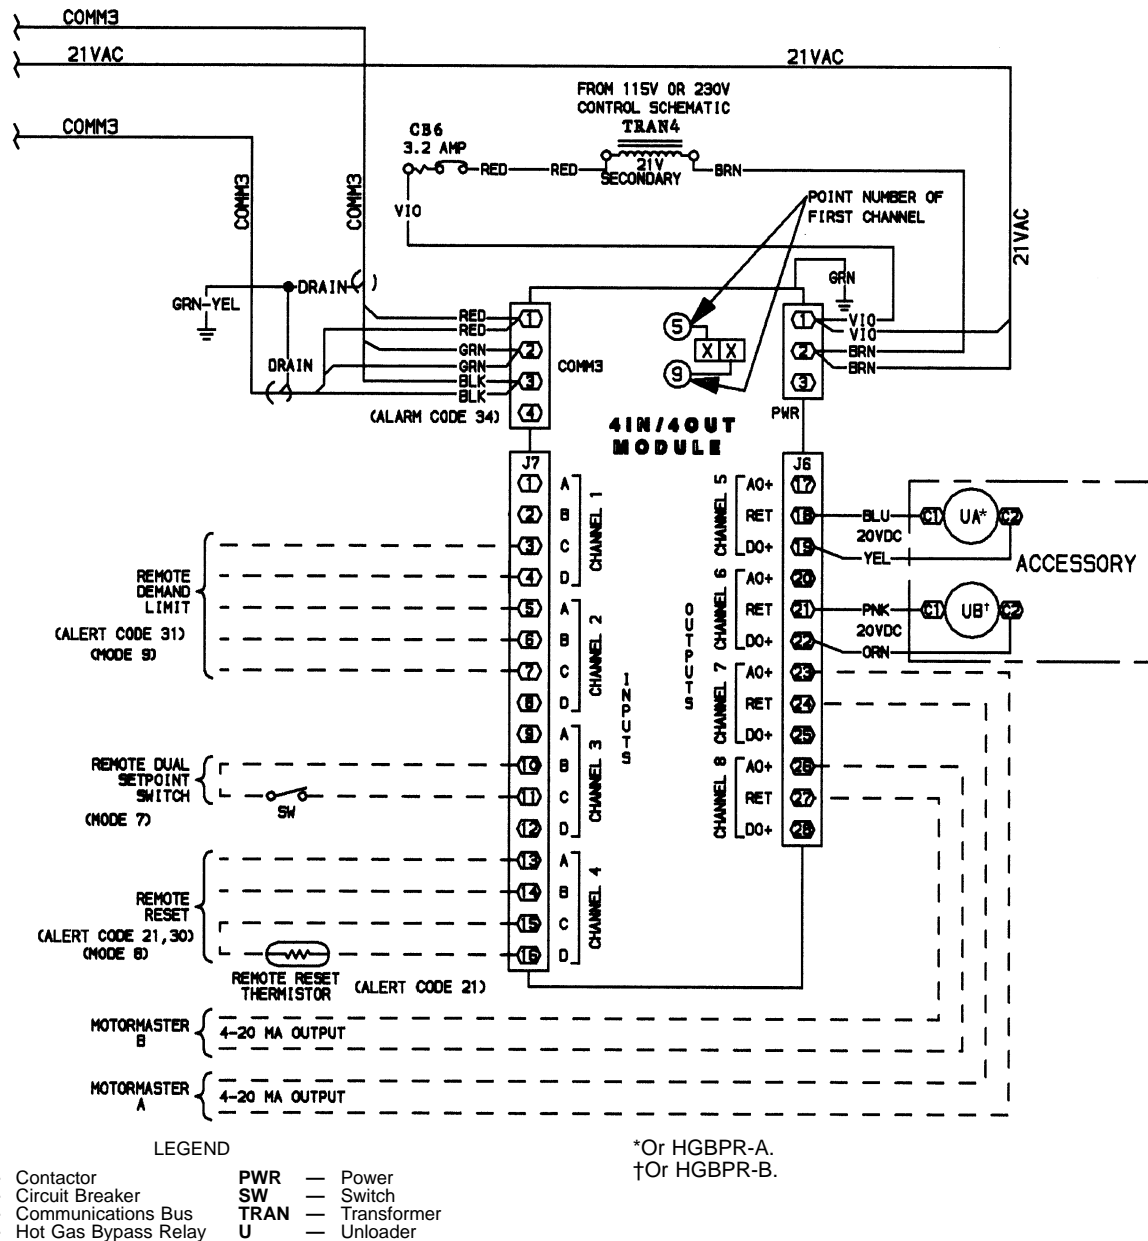 COMM3
21VAC
21VAC
COMM3
FROM 115V OR 230V
CONTROL SCHEMATIC
TRAN4
CB6
3.2 AMP
RED
RED
21V
SECONDARY
BRN
COMM3
COMM3
VIO
POINT NUMBER OF
FIRST CHANNEL
21VAC
DRAIN
GRN-YEL
GRN
DRAIN
RED
RED
GRN
GRN
BLK
BLK
1
2
3
4
COMM3
(ALARM CODE 34)
5
X X
9
1
2
3
PWR
VIO
VIO
BRN
BRN
4IN/4OUT
MODULE
J7
1 A
2 B
3 C
4 D
CHANNEL 1
5 A
6 B
7 C
8 D
CHANNEL 2
9 A
10 B
11 C
12 D
CHANNEL 3
13 A
14 B
15 C
16 D
CHANNEL 4
INPUTS
OUTPUTS
J6
CHANNEL 5
AO+ 17
RET 18
DO+ 19
CHANNEL 6
AO+ 20
RET 21
DO+ 22
CHANNEL 7
AO+ 23
RET 24
DO+ 25
CHANNEL 8
AO+ 26
RET 27
DO+ 28
BLU
20VDC
YEL
C1 UA* C2
ACCESSORY
PNK
20VDC
ORN
C1 UB† C2
REMOTE
DEMAND
LIMIT
(ALERT CODE 31)
(MODE 9)
REMOTE DUAL
SETPOINT
SWITCH
(MODE 7)
SW
REMOTE
RESET
(ALERT CODE 21,30)
(MODE 8)
REMOTE RESET
THERMISTOR
(ALERT CODE 21)
MOTORMASTER
B
4-20 MA OUTPUT
MOTORMASTER
A
4-20 MA OUTPUT
LEGEND
Contactor
Circuit Breaker
Communications Bus
Hot Gas Bypass Relay
PWR — Power
SW — Switch
TRAN — Transformer
U — Unloader
*Or HGBPR-A.
†Or HGBPR-B.